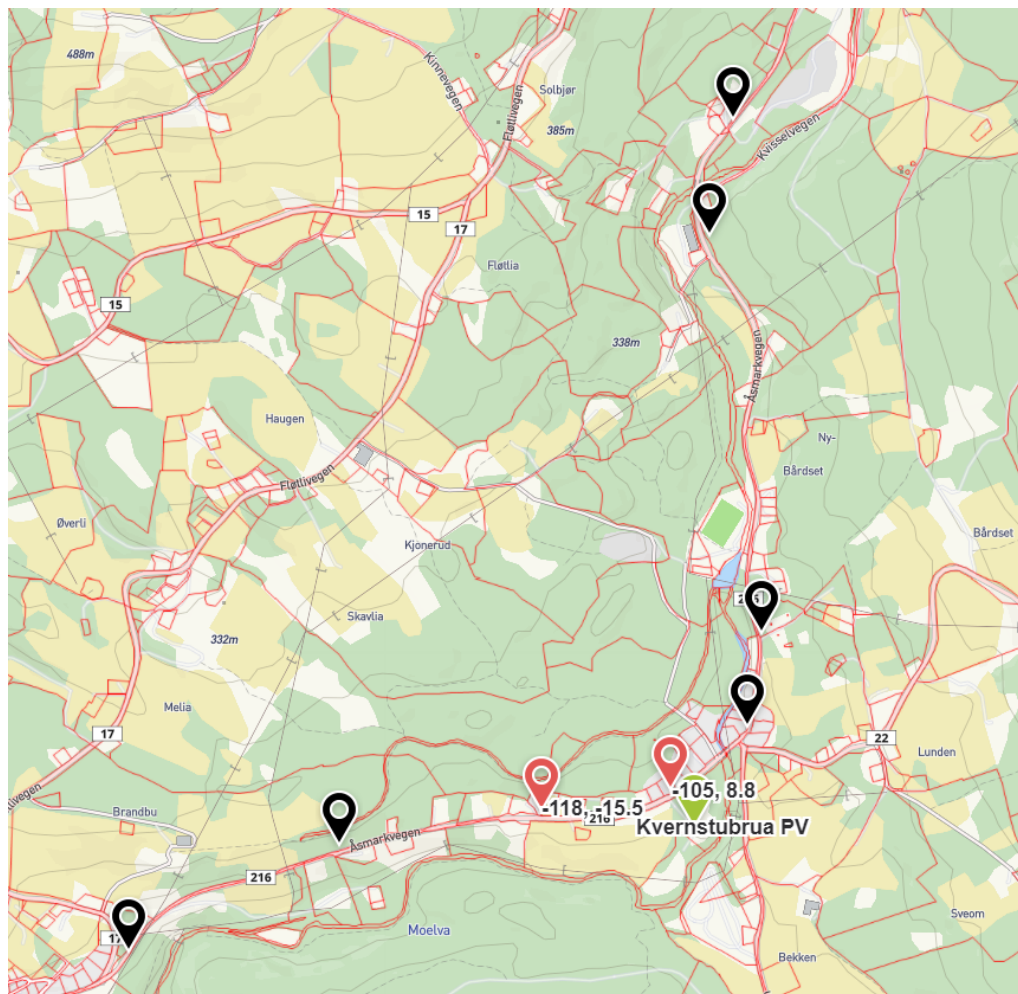 488m
Kinnevegen
Fløtlivegen
Solbjør
385m
Kvisselvegen
15
17
Fløtlia
15
338m
Åsmarkvegen
Haugen
Ny-
Bårdset
Fløtlivegen
Øverli
Kjonerud
Bårdset
Skavlia
332m
Melia
17
22
Lunden
-105, 8.8
-118, -15.5
Brandbu
216
Kvernstubrua PV
Åsmarkvegen
216
Sveom
Moelva
Bekken